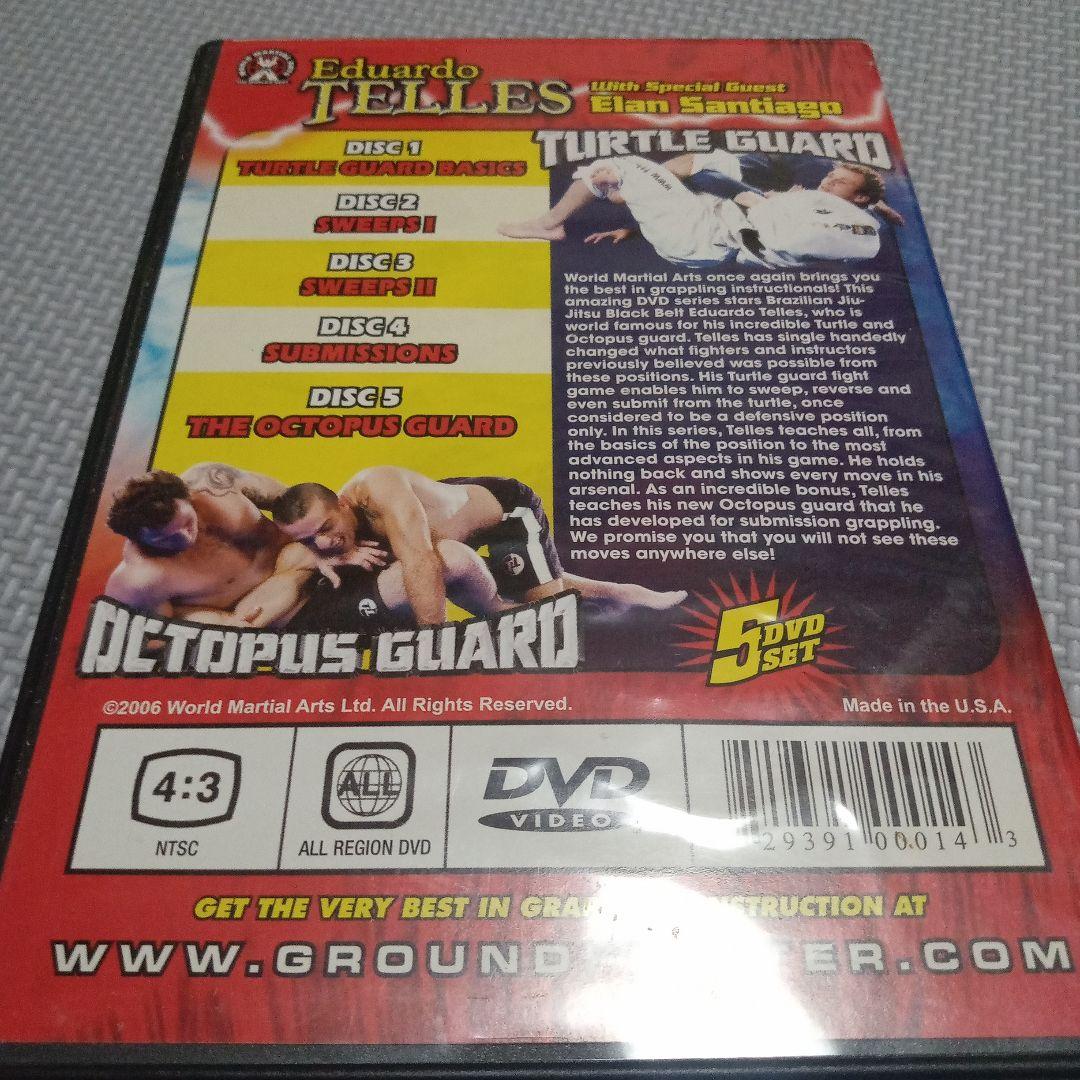 Eduardo
TELLES
With Special Guest
Elan Santiago
DISC 1
TURTLE GUARD BASICS
DISC 2
SWEEPS I
DISC 3
SWEEPS II
DISC 4
SUBMISSIONS
DISC 5
THE OCTOPUS GUARD
TURTLE GUARD
World Martial Arts once again brings you
the best in grappling instructionals! This
amazing DVD series stars Brazilian Jiu-
Jitsu Black Belt Eduardo Telles, who is
world famous for his incredible Turtle and
Octopus guard. Telles has single handedly
changed what fighters and instructors
previously believed was possible from
these positions. His Turtle guard fight
game enables him to sweep, reverse and
even submit from the turtle, once
considered to be a defensive position
only. In this series, Telles teaches all, from
the basics of the position to the most
advanced aspects in his game. He holds
nothing back and shows every move in his
arsenal. As an incredible bonus, Telles
teaches his new Octopus guard that he
has developed for submission grappling.
We promise you that you will not see these
moves anywhere else!
OCTOPUS GUARD
5 DVD
SET
©2006 World Martial Arts Ltd. All Rights Reserved.
Made in the U.S.A.
4:3
NTSC
ALL
ALL REGION DVD
DVD
VIDEO
29391 00014 3
GET THE VERY BEST IN AT